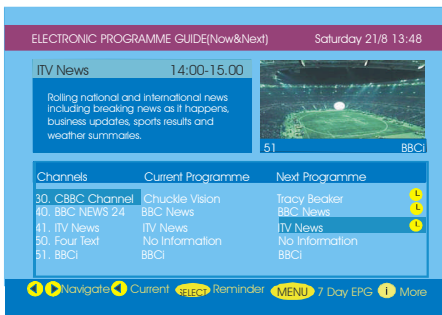 ELECTRONIC PROGRAMME GUIDE(Now&Next) Saturday 21/8 13:48
ITV News 14:00-15.00
Rolling national and international news
including breaking news as it happens,
business updates, sports results and
weather summaries.
51 BBCi
Channels Current Programme Next Programme
30. CBBC Channel Chuckle Vision Tracy Beaker
40. BBC NEWS 24 BBC News BBC News
41. ITV News ITV News ITV News
50. Four Text No Information No Information
51. BBCi BBCi BBCi
Navigate Current SELECT Reminder MENU 7 Day EPG i More